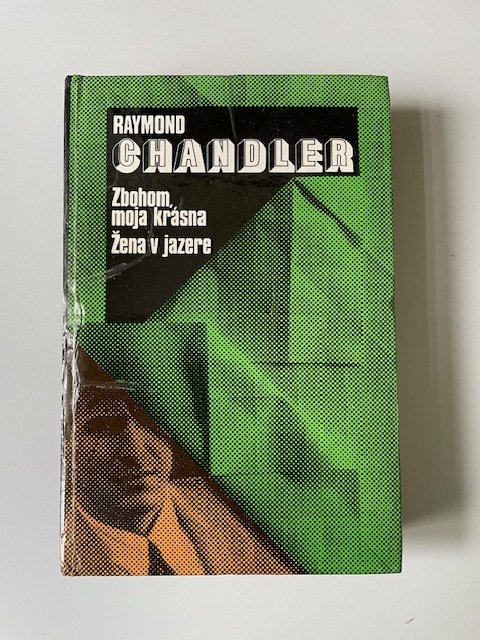 RAYMOND
CHANDLER
Zbohom,
moja krásna
Žena v jazere